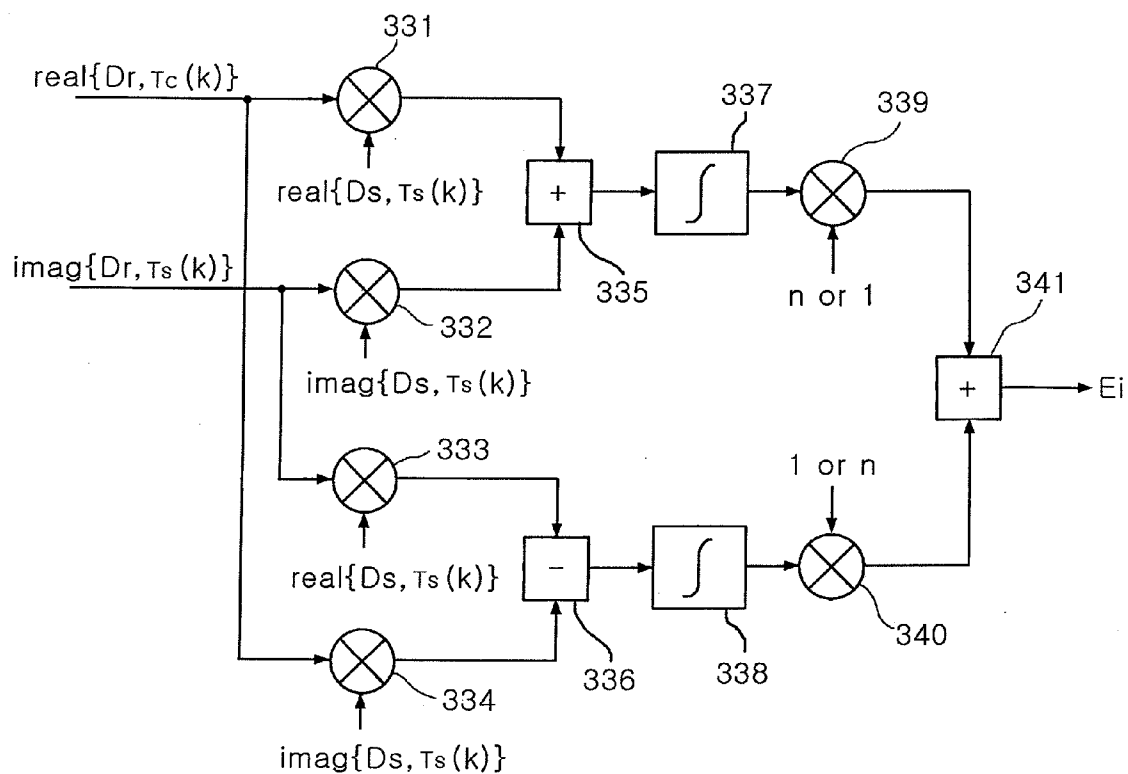 331
real{Dr, Tc(k)}
337
339
real{Ds, Ts(k)}
+
∫
imag{Dr, Ts(k)}
335
n or 1
341
332
imag{Ds, Ts(k)}
+
Ei
333
1 or n
real{Ds, Ts(k)}
-
∫
340
334
336
338
imag{Ds, Ts(k)}